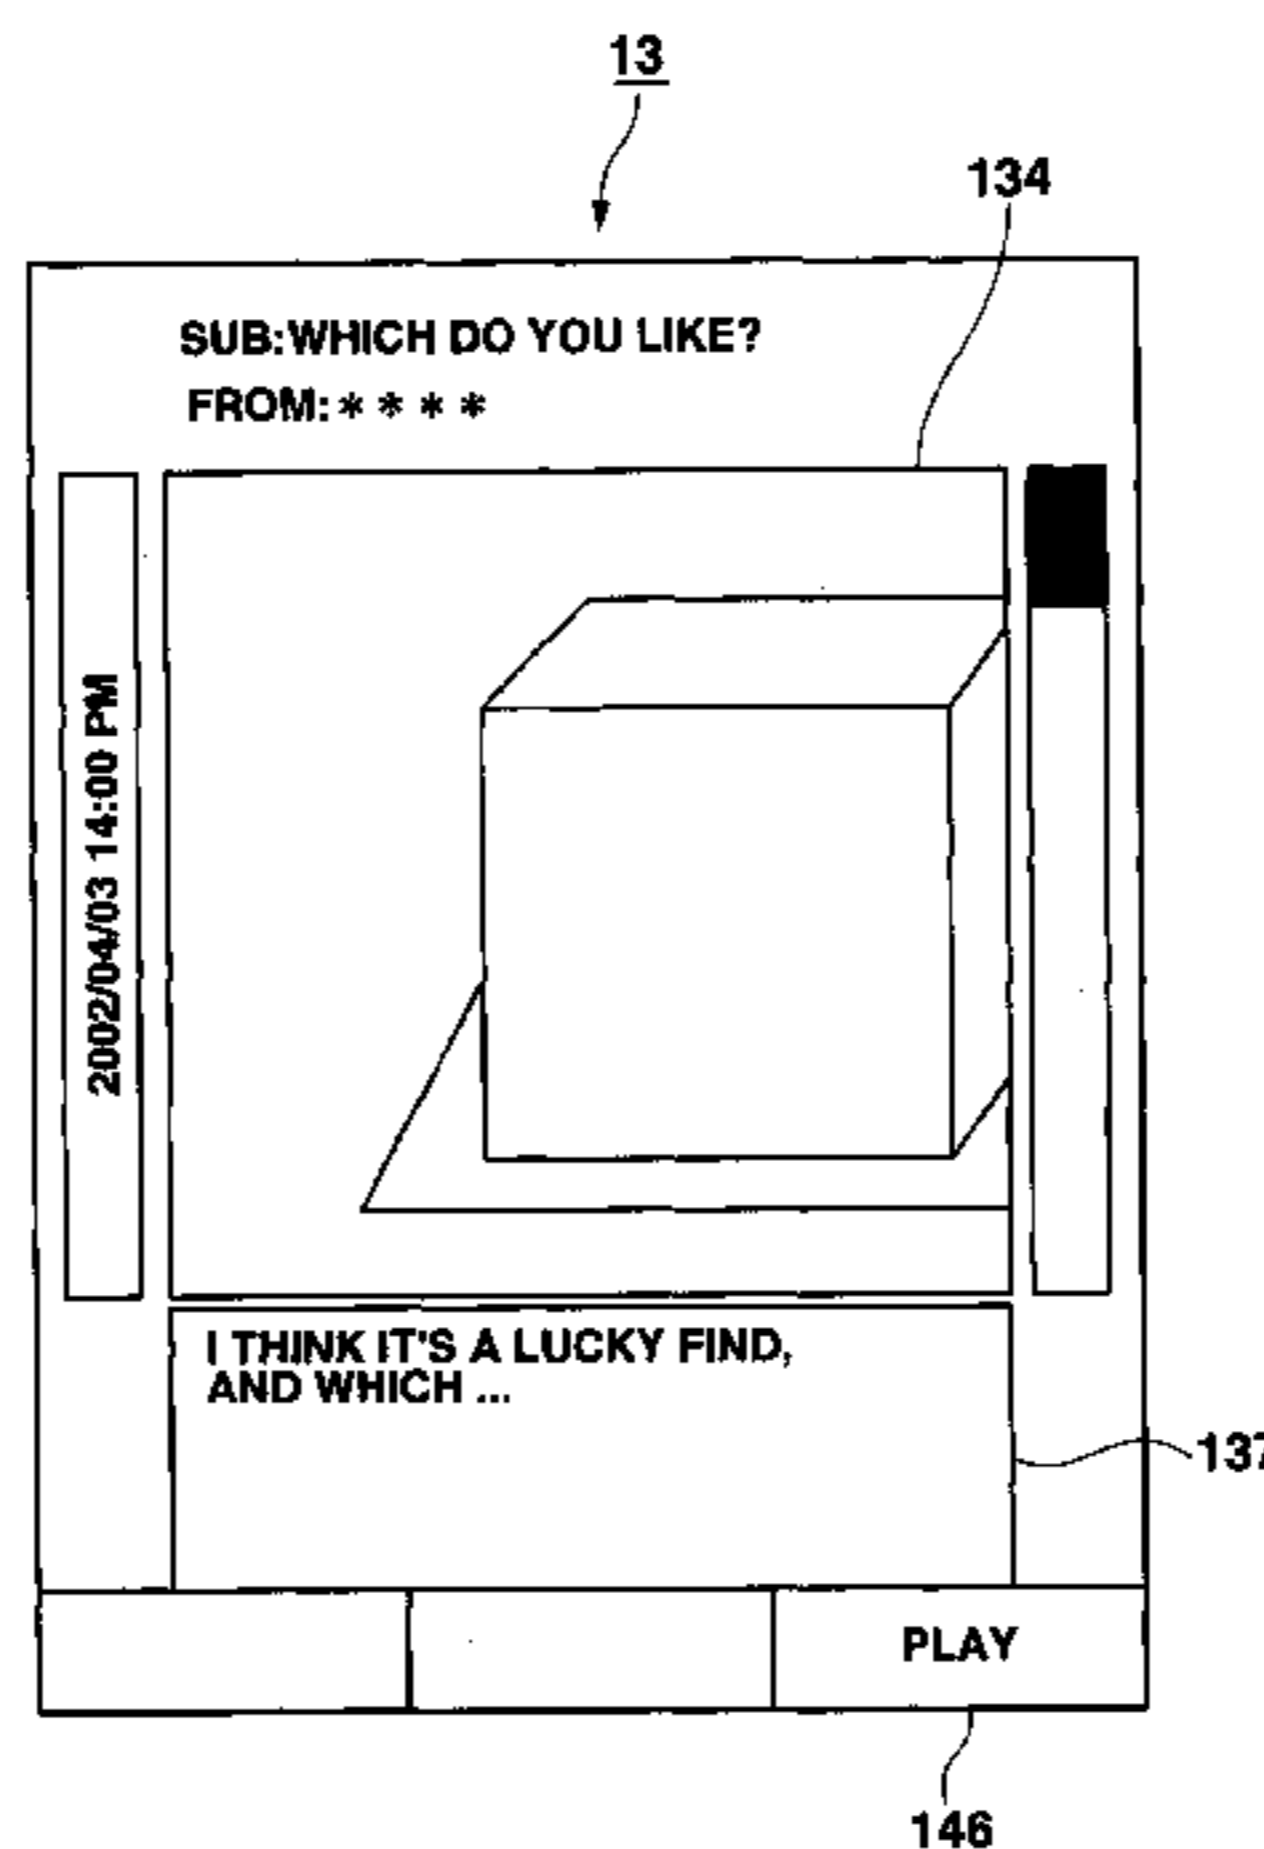 13
134
SUB:WHICH DO YOU LIKE?
FROM:* * * *
2002/04/03 14:00 PM
I THINK IT'S A LUCKY FIND,
AND WHICH ...
137
PLAY
146